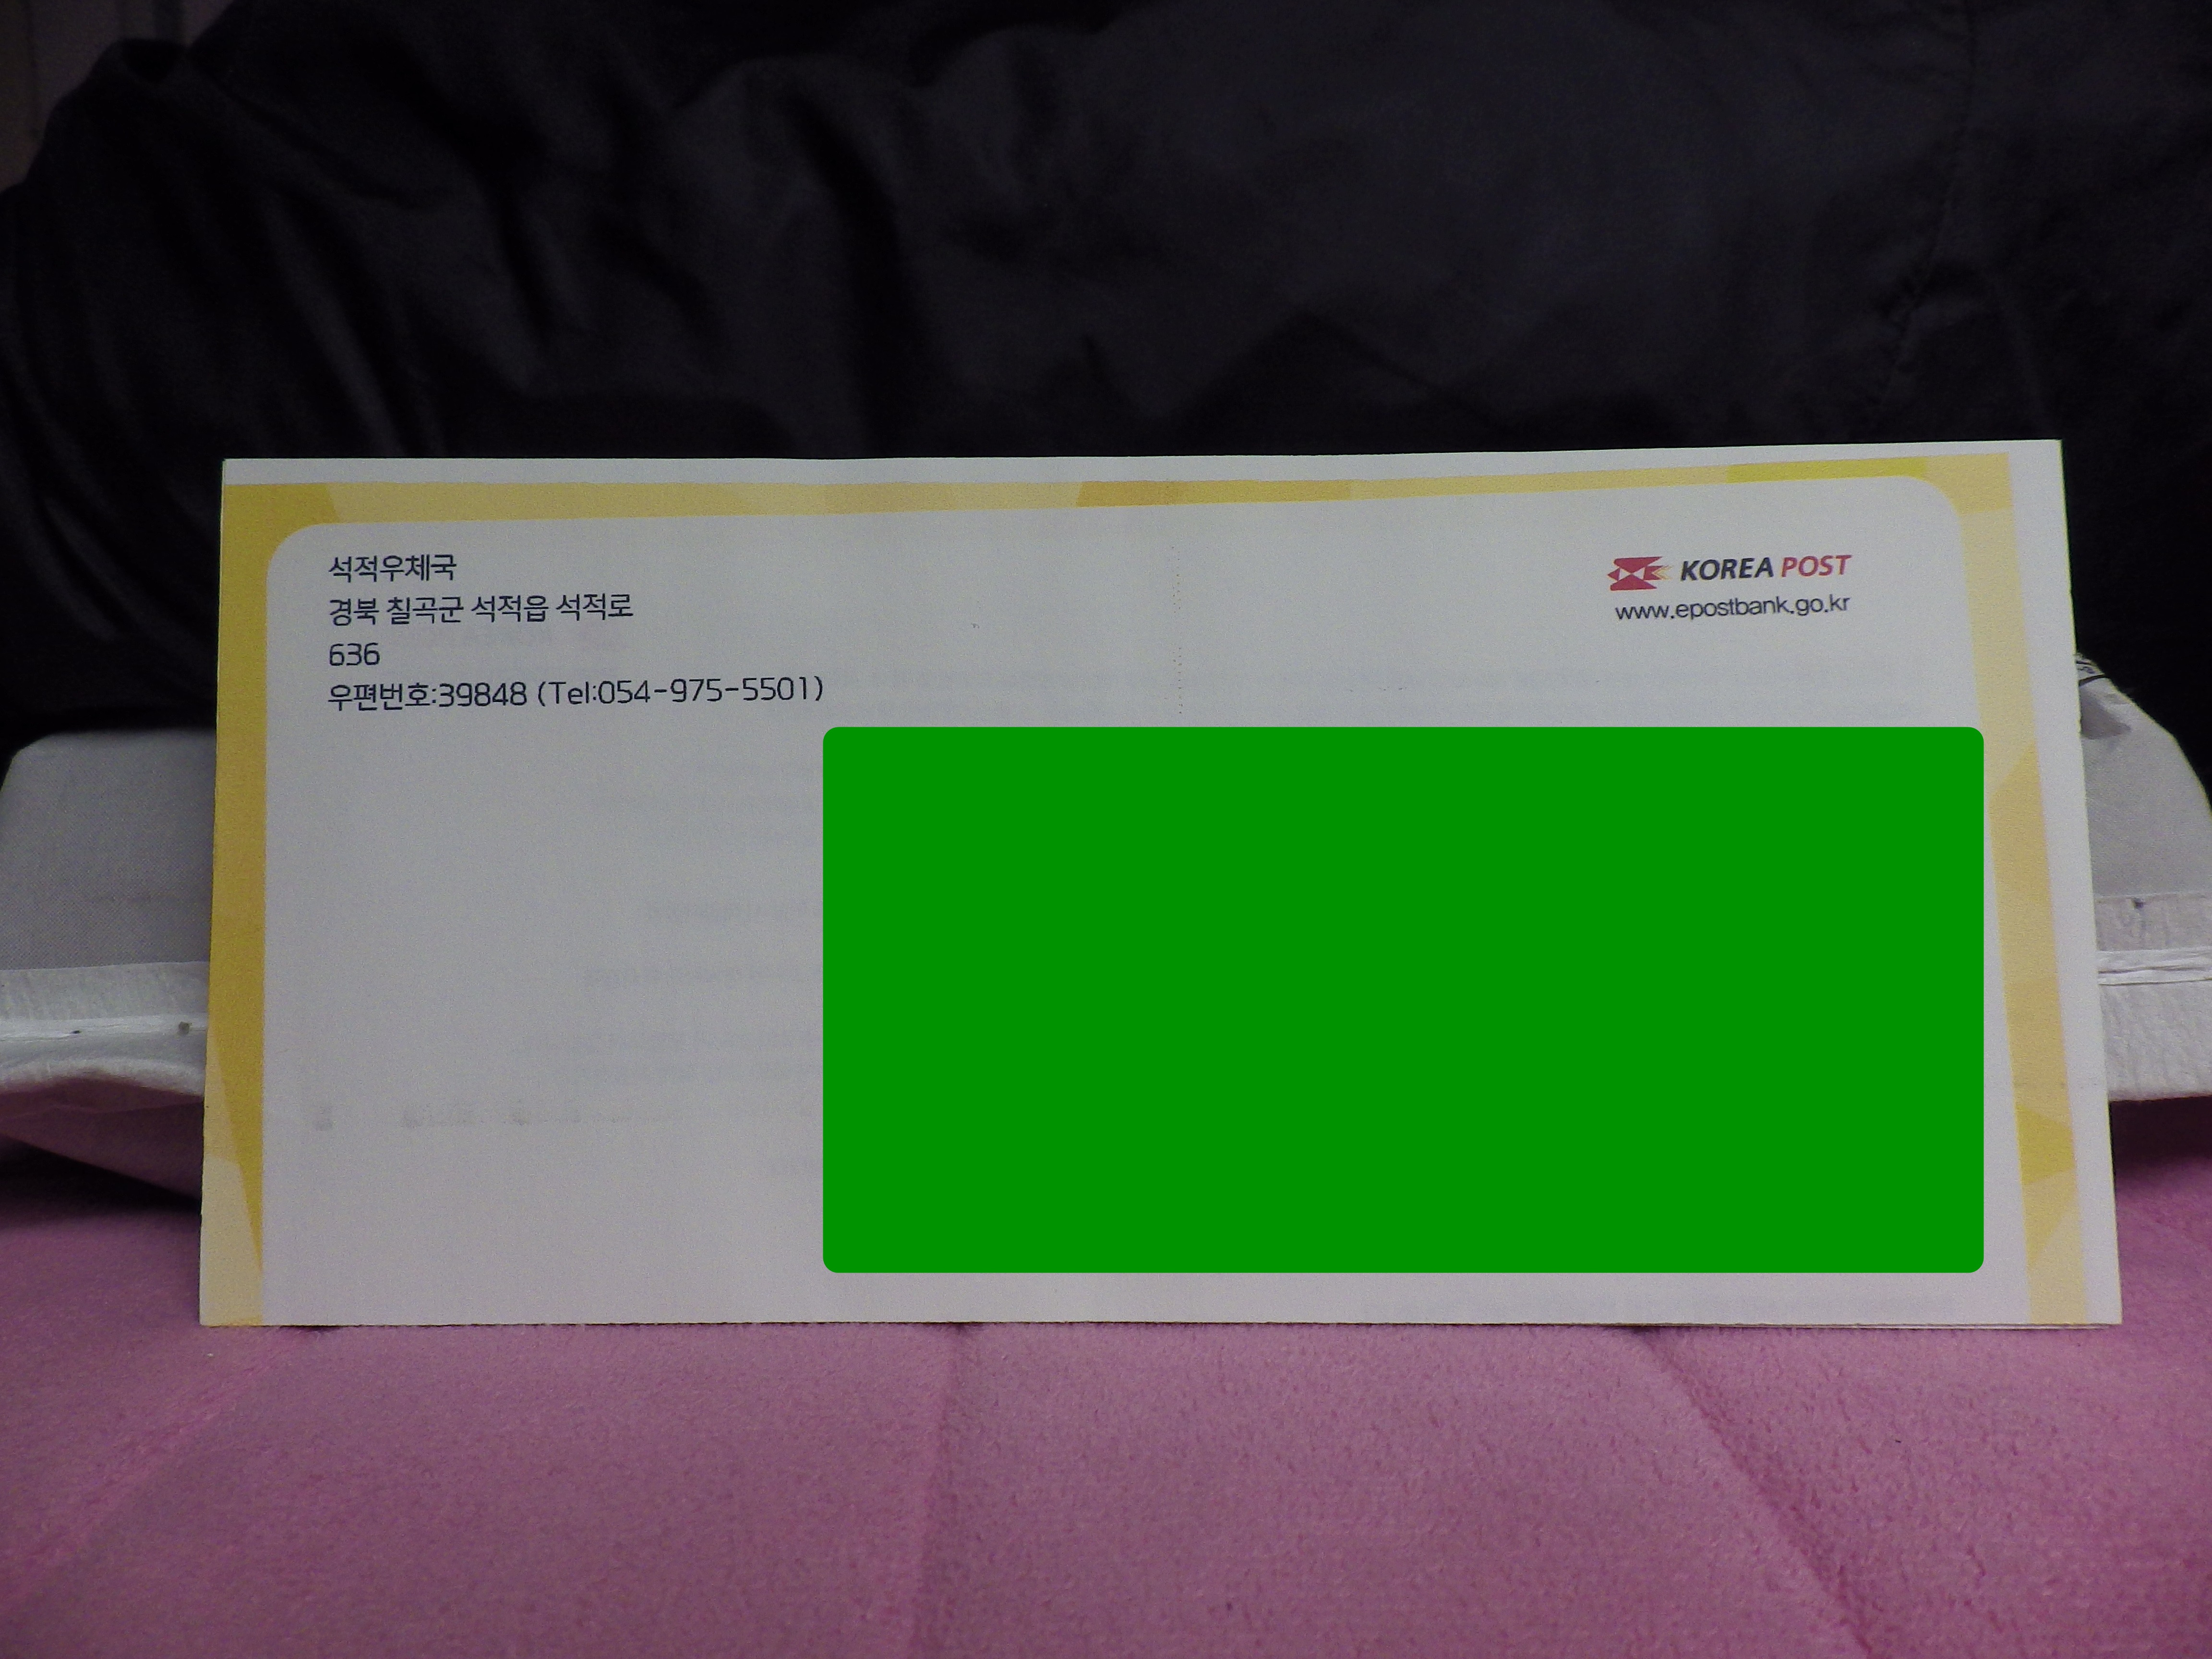 석적우체국
경북 칠곡군 석적읍 석적로
636
우편번호:39848 (Tel:054-975-5501)
KOREA POST
www.epostbank.go.kr